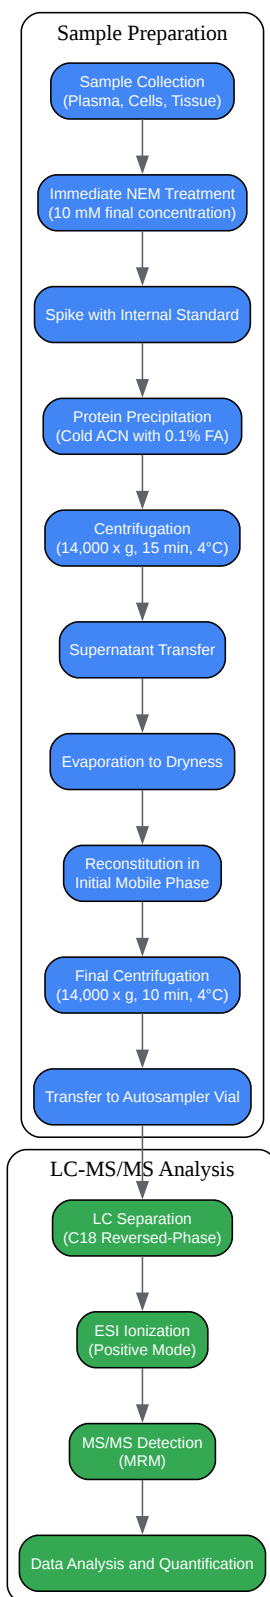 Sample Preparation
Sample Collection
(Plasma, Cells, Tissue)
Immediate NEM Treatment
(10 mM final concentration)
Spike with Internal Standard
Protein Precipitation
(Cold ACN with 0.1% FA)
Centrifugation
(14,000 x g, 15 min, 4°C)
Supernatant Transfer
Evaporation to Dryness
Reconstitution in
Initial Mobile Phase
Final Centrifugation
(14,000 x g, 10 min, 4°C)
Transfer to Autosampler Vial
LC-MS/MS Analysis
LC Separation
(C18 Reversed-Phase)
ESI Ionization
(Positive Mode)
MS/MS Detection
(MRM)
Data Analysis and Quantification